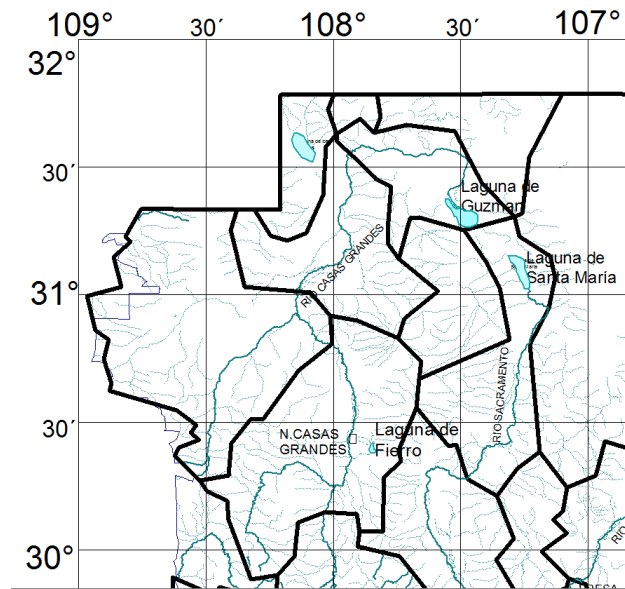 109° 30′ 108° 30′ 107°
32°
30′
Laguna de
Guzman
RIO CASAS GRANDES
Laguna de
Santa María
31°
RIO SACRAMENTO
30′
N.CASAS
GRANDES
Laguna de
Fierro
30°
RIO